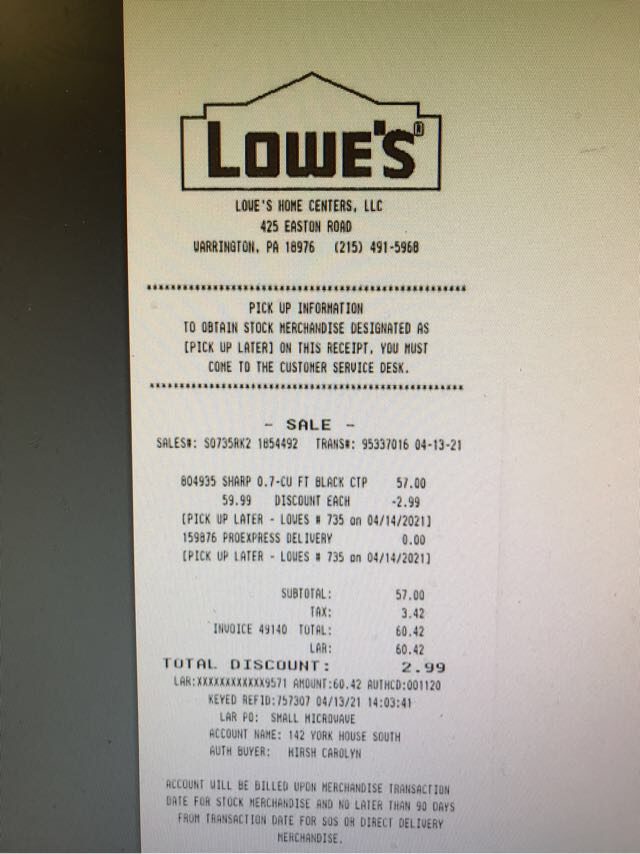 LOWE'S®
LOWE'S HOME CENTERS, LLC
425 EASTON ROAD
WARRINGTON, PA 18976 (215) 491-5968
****************************************************
PICK UP INFORMATION
TO OBTAIN STOCK MERCHANDISE DESIGNATED AS
[PICK UP LATER] ON THIS RECEIPT, YOU MUST
COME TO THE CUSTOMER SERVICE DESK.
****************************************************
- SALE -
SALES#: S0735RK2 1854492 TRANS#: 95337016 04-13-21
804935 SHARP 0.7-CU FT BLACK CTP 57.00
59.99 DISCOUNT EACH -2.99
[PICK UP LATER - LOWES # 735 on 04/14/2021]
159876 PROEXPRESS DELIVERY 0.00
[PICK UP LATER - LOWES # 735 on 04/14/2021]
SUBTOTAL: 57.00
TAX: 3.42
INVOICE 49140 TOTAL: 60.42
LAR: 60.42
TOTAL DISCOUNT: 2.99
LAR:XXXXXXXXXXXX9571 AMOUNT:60.42 AUTHCD:001120
KEYED REFID:757307 04/13/21 14:03:41
LAR PO: SMALL MICROWAVE
ACCOUNT NAME: 142 YORK HOUSE SOUTH
AUTH BUYER: HIRSH CAROLYN
ACCOUNT WILL BE BILLED UPON MERCHANDISE TRANSACTION
DATE FOR STOCK MERCHANDISE AND NO LATER THAN 90 DAYS
FROM TRANSACTION DATE FOR SOS OR DIRECT DELIVERY
MERCHANDISE.